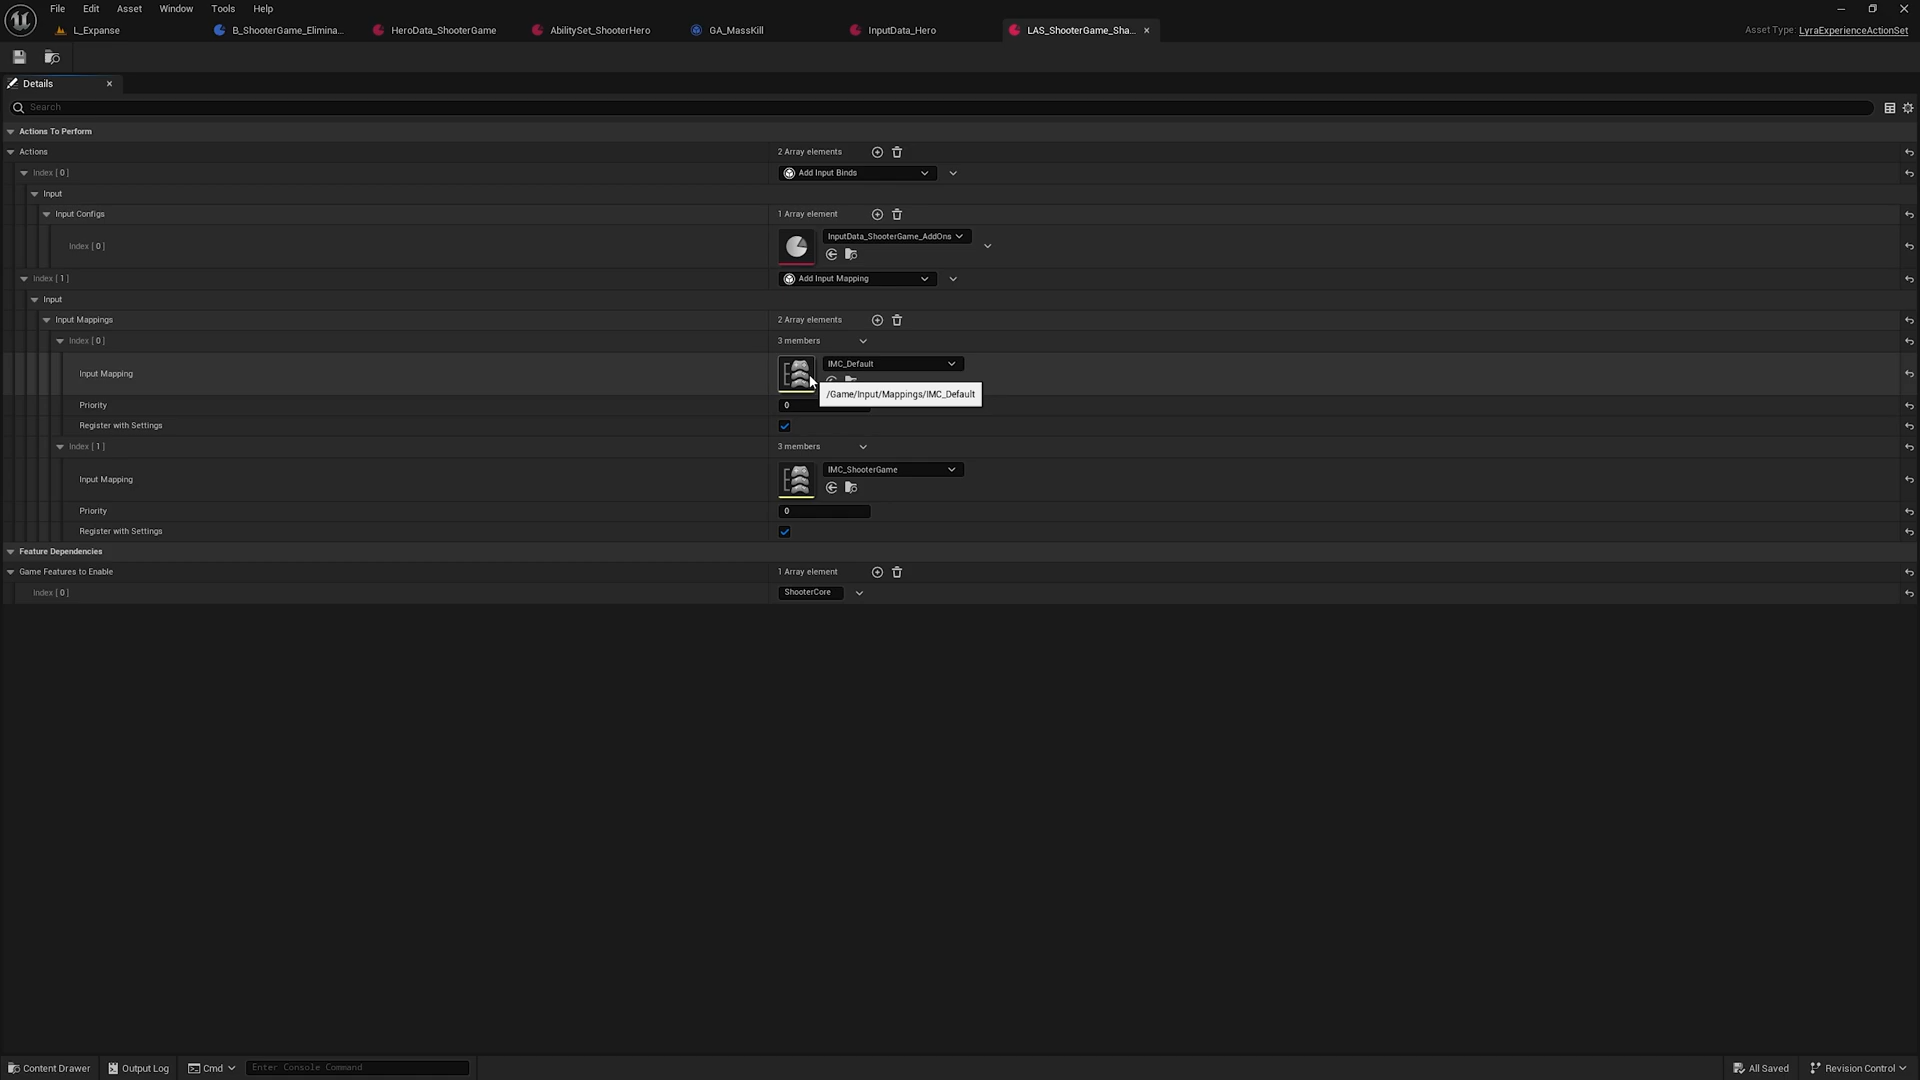 File Edit Asset Window Tools Help
L_Expanse B_ShooterGame_Elimina... HeroData_ShooterGame AbilitySet_ShooterHero GA_MassKill InputData_Hero LAS_ShooterGame_Sha... Asset Type: LyraExperienceActionSet
Details
Search
Actions To Perform
Actions 2 Array elements
Index [ 0 ] Add Input Binds
Input
Input Configs 1 Array element
Index [ 0 ] InputData_ShooterGame_AddOns
Index [ 1 ] Add Input Mapping
Input
Input Mappings 2 Array elements
Index [ 0 ] 3 members
Input Mapping IMC_Default
/Game/Input/Mappings/IMC_Default
Priority 0
Register with Settings
Index [ 1 ] 3 members
Input Mapping IMC_ShooterGame
Priority 0
Register with Settings
Feature Dependencies
Game Features to Enable 1 Array element
Index [ 0 ] ShooterCore
Content Drawer Output Log Cmd Enter Console Command All Saved Revision Control